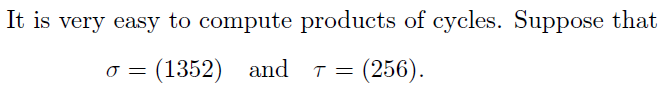 It is very easy to compute products of cycles. Suppose that
σ = (1352) and τ = (256).